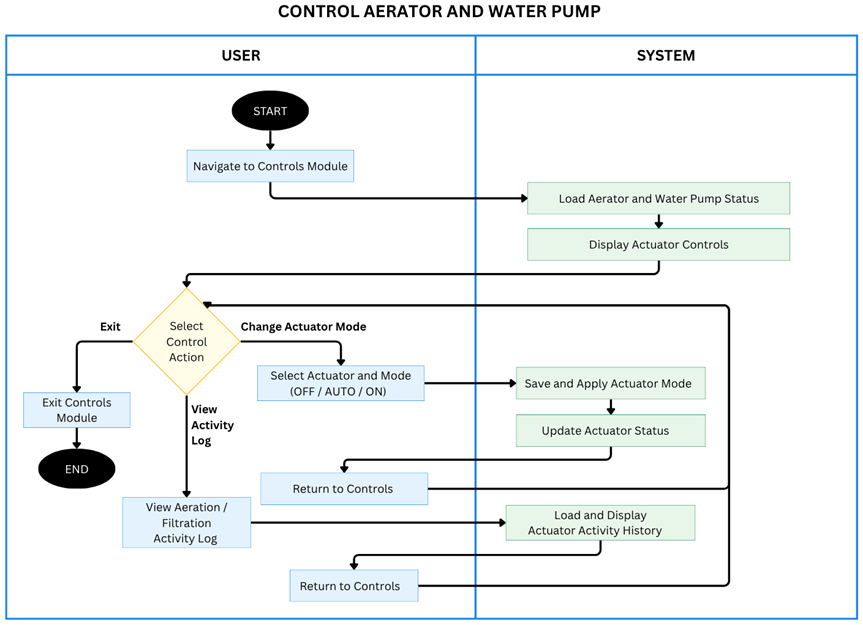 CONTROL AERATOR AND WATER PUMP
USER
SYSTEM
START
Navigate to Controls Module
Load Aerator and Water Pump Status
Display Actuator Controls
Select
Control
Action
Exit
Change Actuator Mode
Select Actuator and Mode
(OFF / AUTO / ON)
Save and Apply Actuator Mode
Exit Controls
Module
View
Activity
Log
Update Actuator Status
END
Return to Controls
View Aeration /
Filtration
Activity Log
Load and Display
Actuator Activity History
Return to Controls